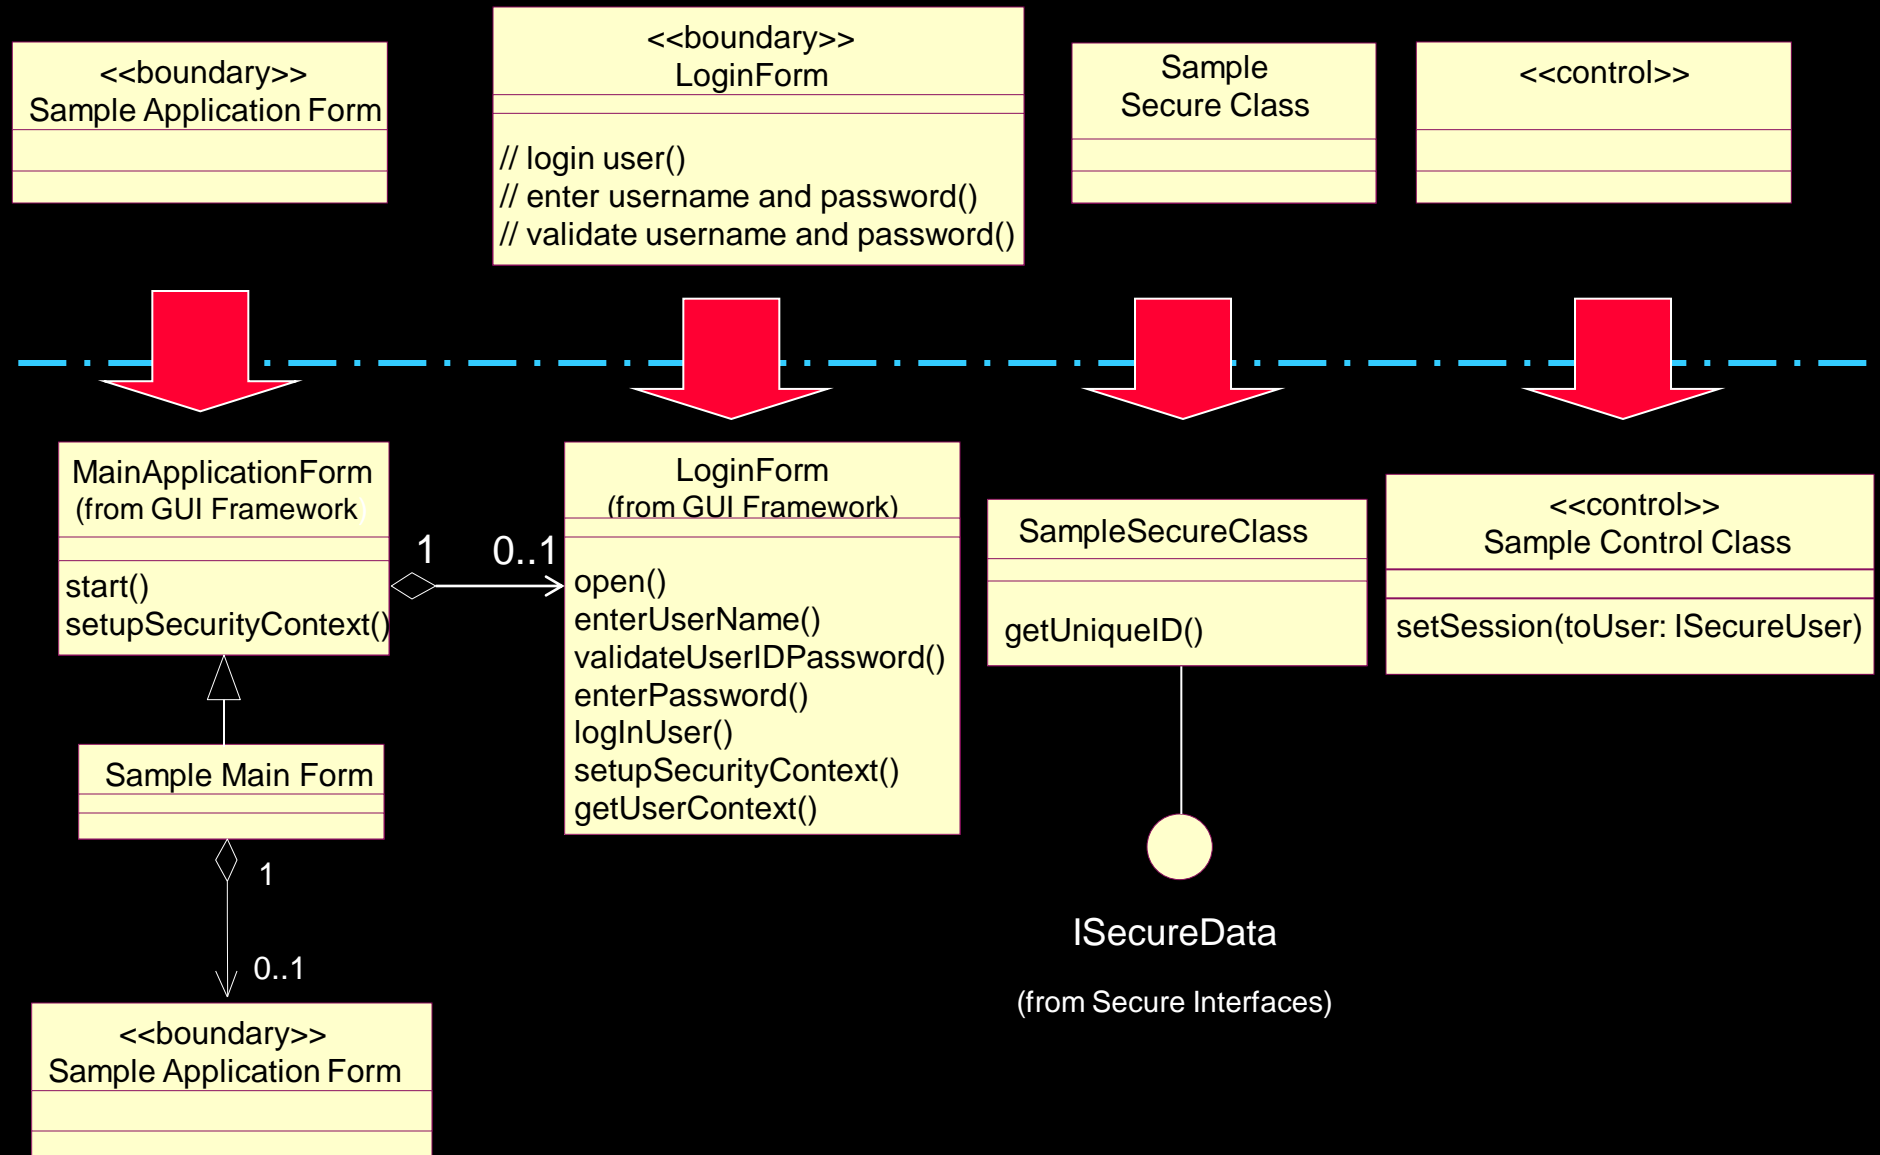 <<boundary>>
Sample Application Form
<<boundary>>
LoginForm
// login user()
// enter username and password()
// validate username and password()
Sample
Secure Class
<<control>>
MainApplicationForm
(from GUI Framework)
start()
setupSecurityContext()
1
0..1
LoginForm
(from GUI Framework)
open()
enterUserName()
validateUserIDPassword()
enterPassword()
logInUser()
setupSecurityContext()
getUserContext()
SampleSecureClass
getUniqueID()
<<control>>
Sample Control Class
setSession(toUser: ISecureUser)
Sample Main Form
1
0..1
ISecureData
(from Secure Interfaces)
<<boundary>>
Sample Application Form